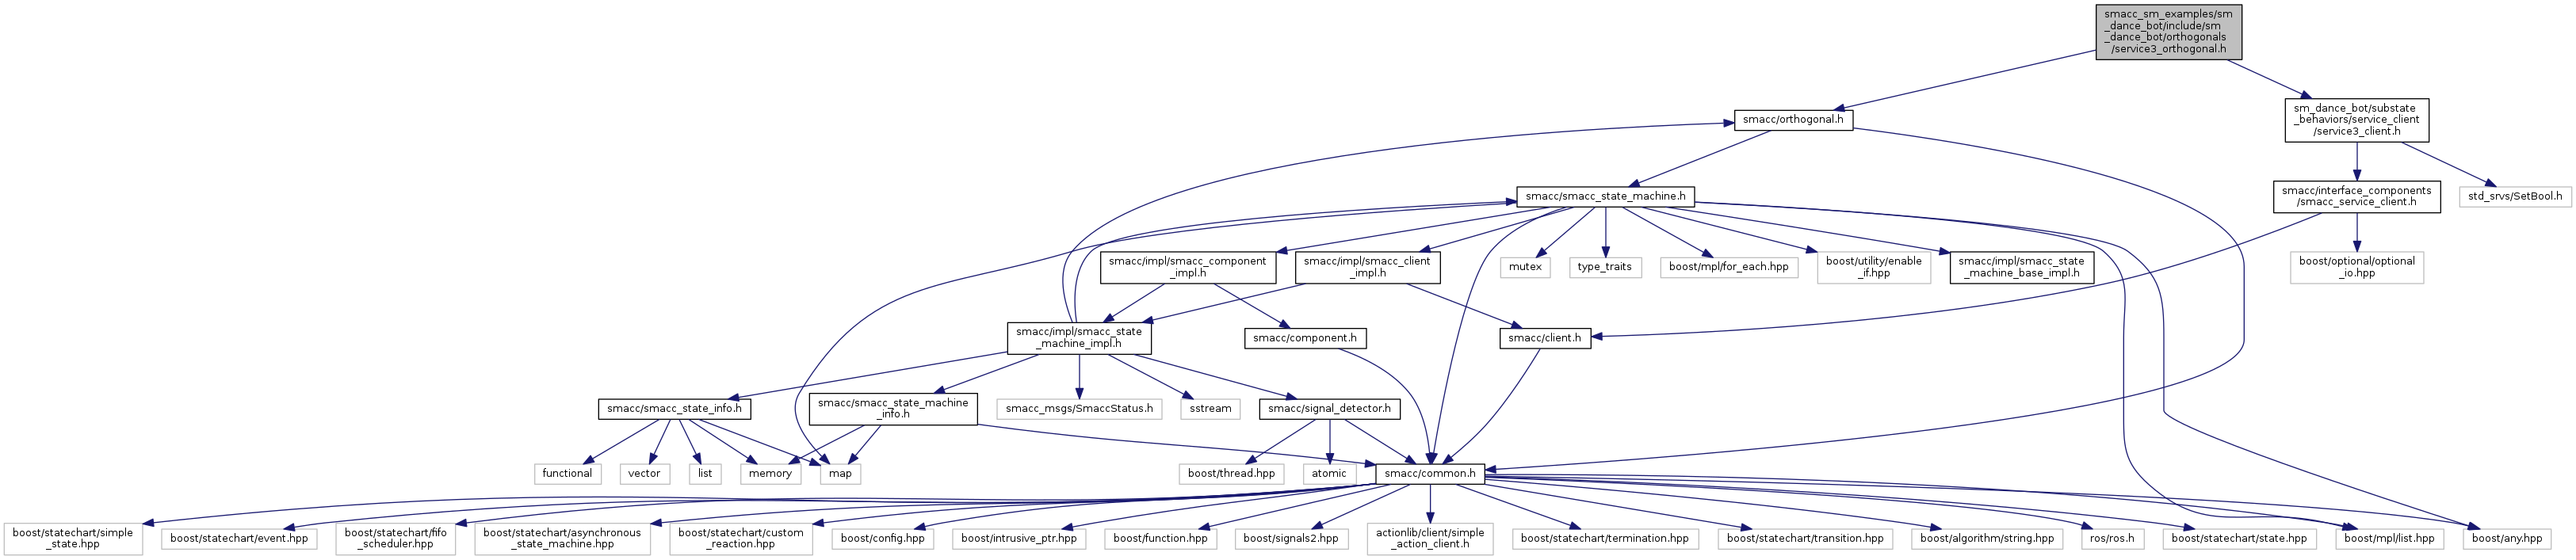 smacc_sm_examples/sm
_dance_bot/include/sm
_dance_bot/orthogonals
/service3_orthogonal.h
smacc/orthogonal.h
sm_dance_bot/substate
_behaviors/service_client
/service3_client.h
smacc/smacc_state_machine.h
smacc/interface_components
/smacc_service_client.h
std_srvs/SetBool.h
smacc/impl/smacc_component
_impl.h
smacc/impl/smacc_client
_impl.h
mutex
type_traits
boost/mpl/for_each.hpp
boost/utility/enable
_if.hpp
smacc/impl/smacc_state
_machine_base_impl.h
boost/optional/optional
_io.hpp
smacc/impl/smacc_state
_machine_impl.h
smacc/component.h
smacc/client.h
smacc/smacc_state_info.h
smacc/smacc_state_machine
_info.h
smacc_msgs/SmaccStatus.h
sstream
smacc/signal_detector.h
functional
vector
list
memory
map
boost/thread.hpp
atomic
smacc/common.h
boost/statechart/simple
_state.hpp
boost/statechart/event.hpp
boost/statechart/fifo
_scheduler.hpp
boost/statechart/asynchronous
_state_machine.hpp
boost/statechart/custom
_reaction.hpp
boost/config.hpp
boost/intrusive_ptr.hpp
boost/function.hpp
boost/signals2.hpp
actionlib/client/simple
_action_client.h
boost/statechart/termination.hpp
boost/statechart/transition.hpp
boost/algorithm/string.hpp
ros/ros.h
boost/statechart/state.hpp
boost/mpl/list.hpp
boost/any.hpp